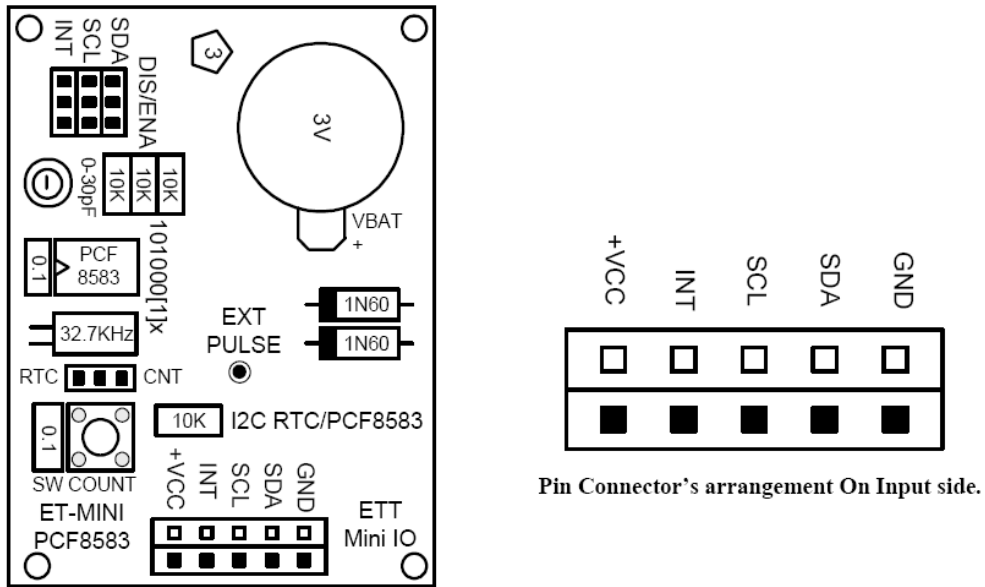 INT
SCL
SDA
DIS/ENA
3
3V
0-30pF
10K
10K
10K
VBAT
+
101000[1]x
0.1
PCF
8583
32.7KHz
EXT
PULSE
1N60
1N60
RTC
CNT
0.1
10K
I2C RTC/PCF8583
SW COUNT
+VCC
INT
SCL
SDA
GND
ET-MINI
PCF8583
ETT
Mini IO
+VCC
INT
SCL
SDA
GND
Pin Connector's arrangement On Input side.